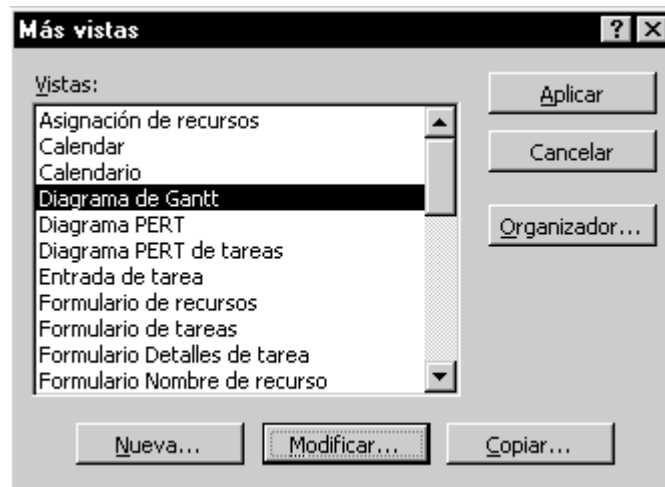 Más vistas
Vistas:
Asignación de recursos
Calendar
Calendario
Diagrama de Gantt
Diagrama PERT
Diagrama PERT de tareas
Entrada de tarea
Formulario de recursos
Formulario de tareas
Formulario Detalles de tarea
Formulario Nombre de recurso
Aplicar
Cancelar
Organizador...
Nueva...
Modificar...
Copiar...